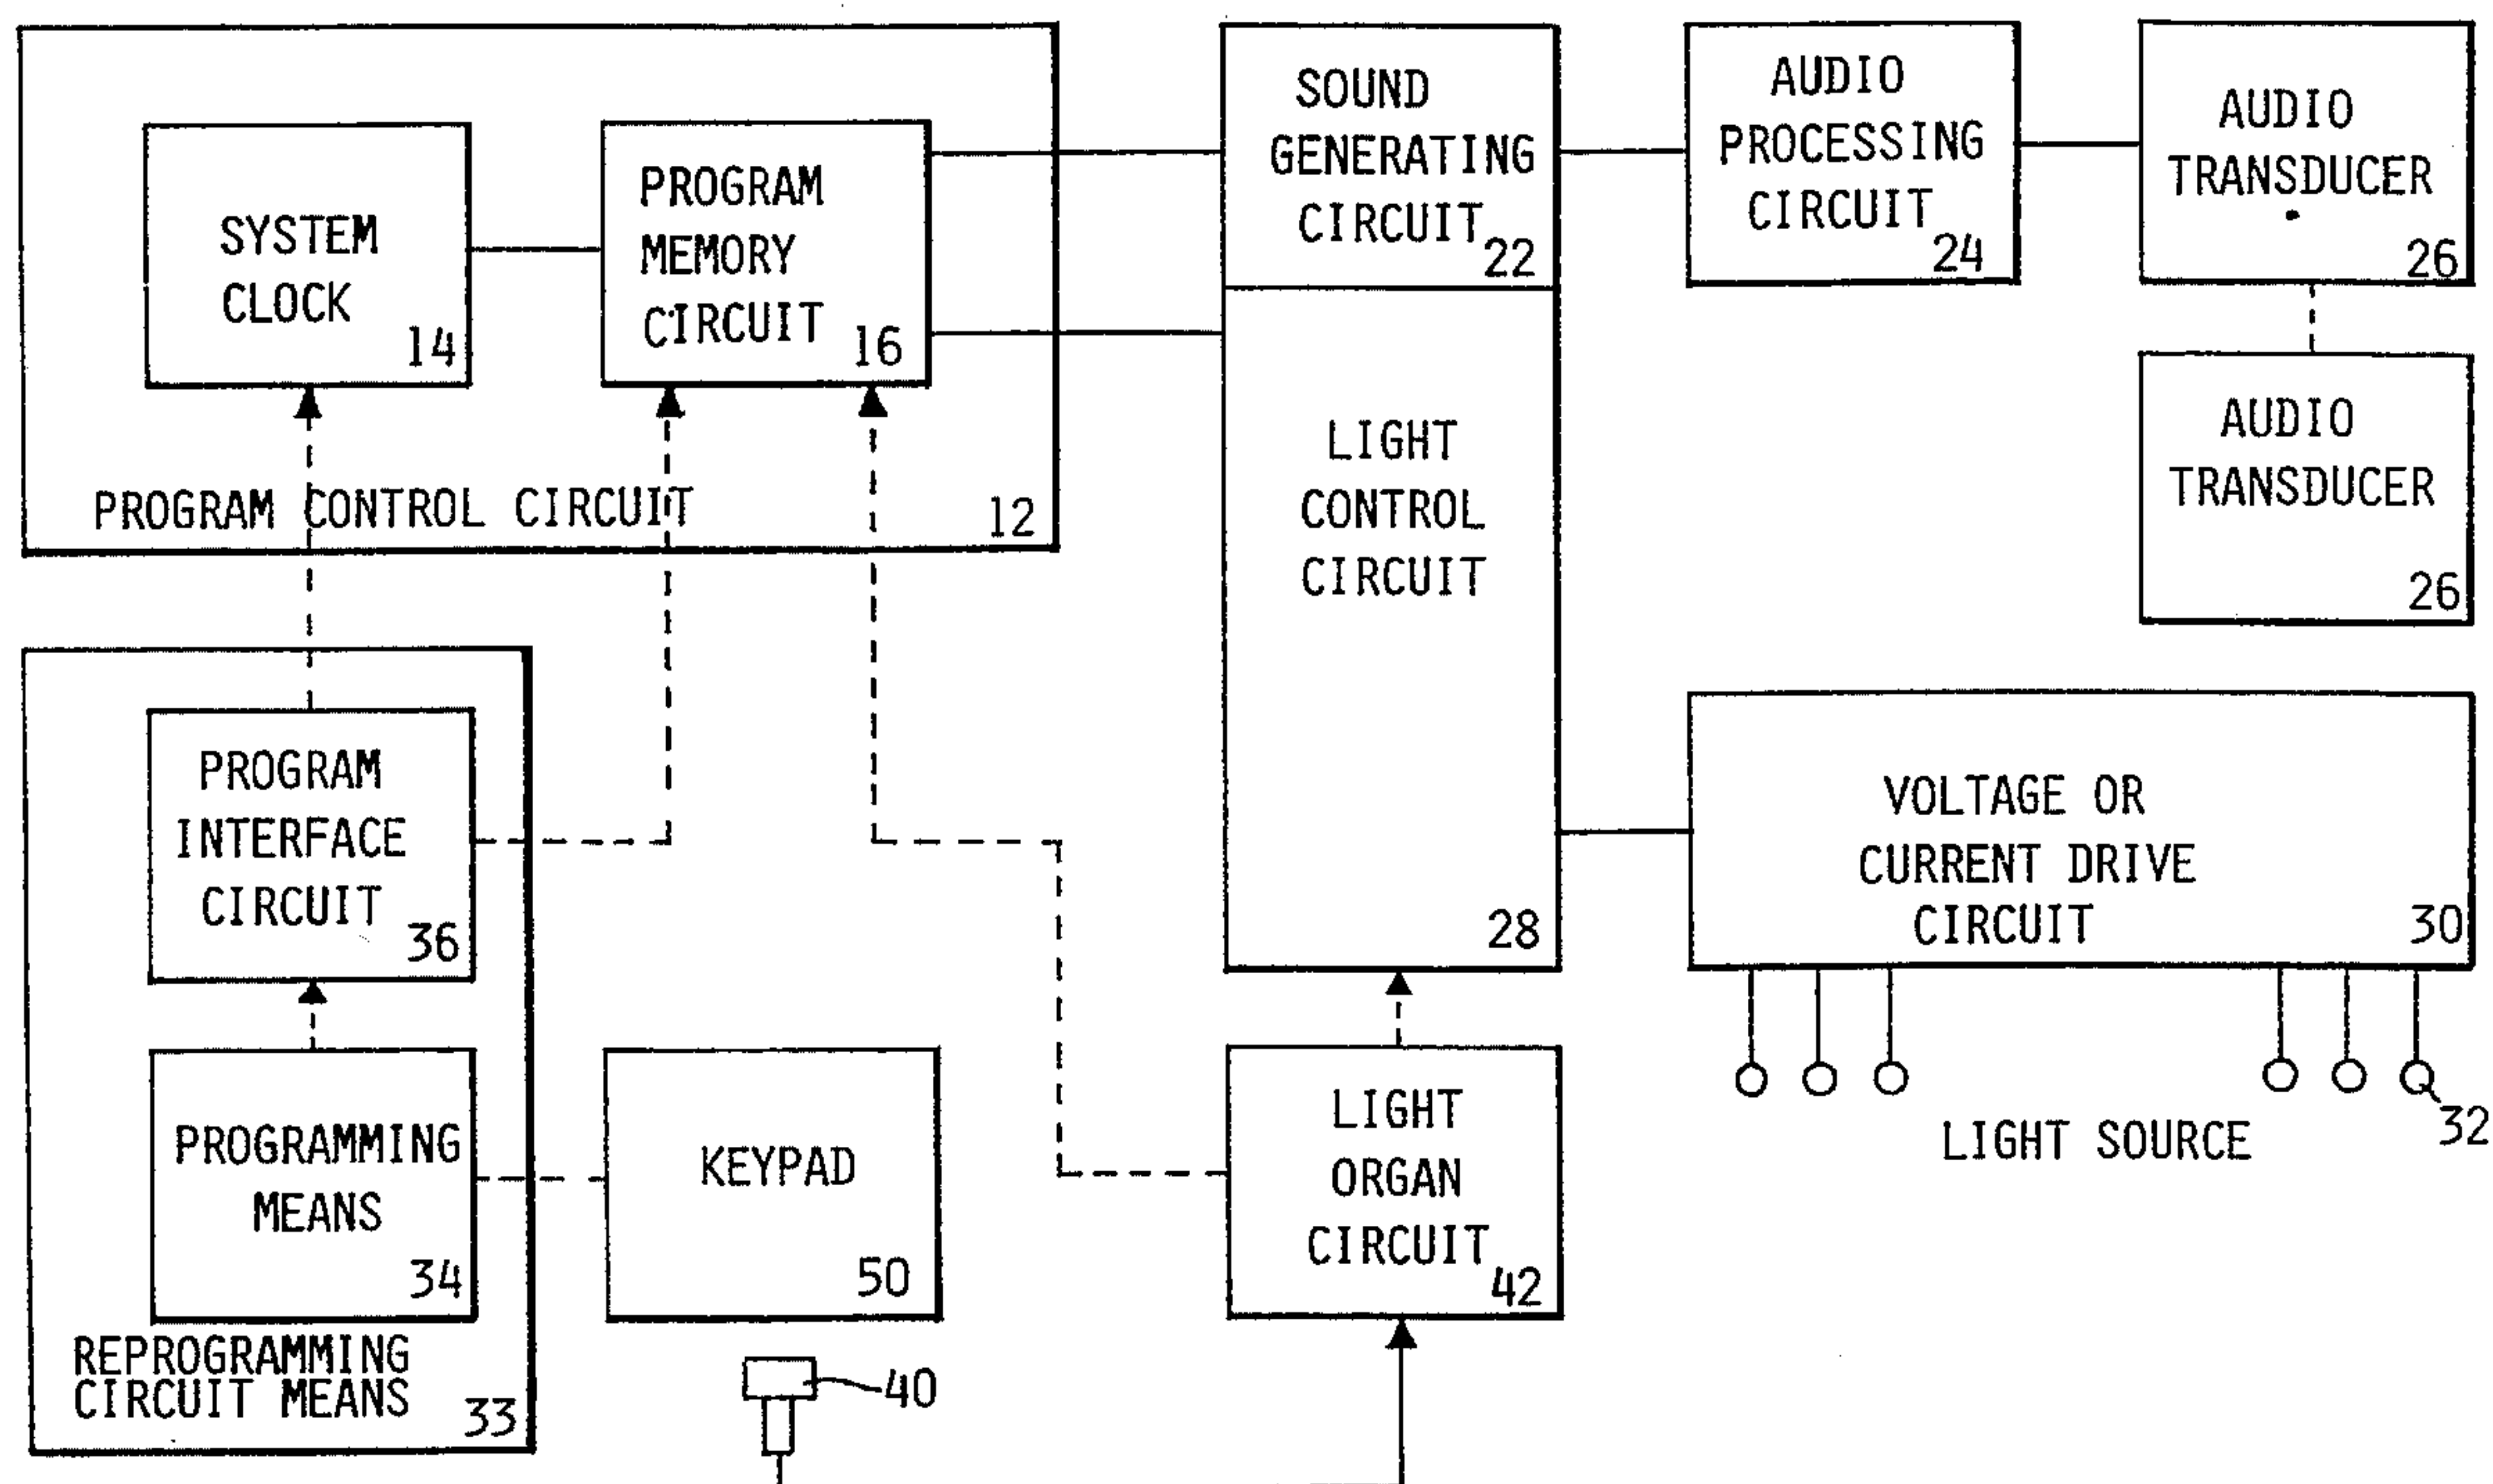 SYSTEM
CLOCK
14
PROGRAM
MEMORY
CIRCUIT
16
PROGRAM CONTROL CIRCUIT
12
SOUND
GENERATING
CIRCUIT
22
AUDIO
PROCESSING
CIRCUIT
24
AUDIO
TRANSDUCER
26
AUDIO
TRANSDUCER
26
LIGHT
CONTROL
CIRCUIT
28
VOLTAGE OR
CURRENT DRIVE
CIRCUIT
30
32
LIGHT SOURCE
PROGRAM
INTERFACE
CIRCUIT
36
PROGRAMMING
MEANS
34
REPROGRAMMING
CIRCUIT MEANS
33
KEYPAD
50
40
LIGHT
ORGAN
CIRCUIT
42